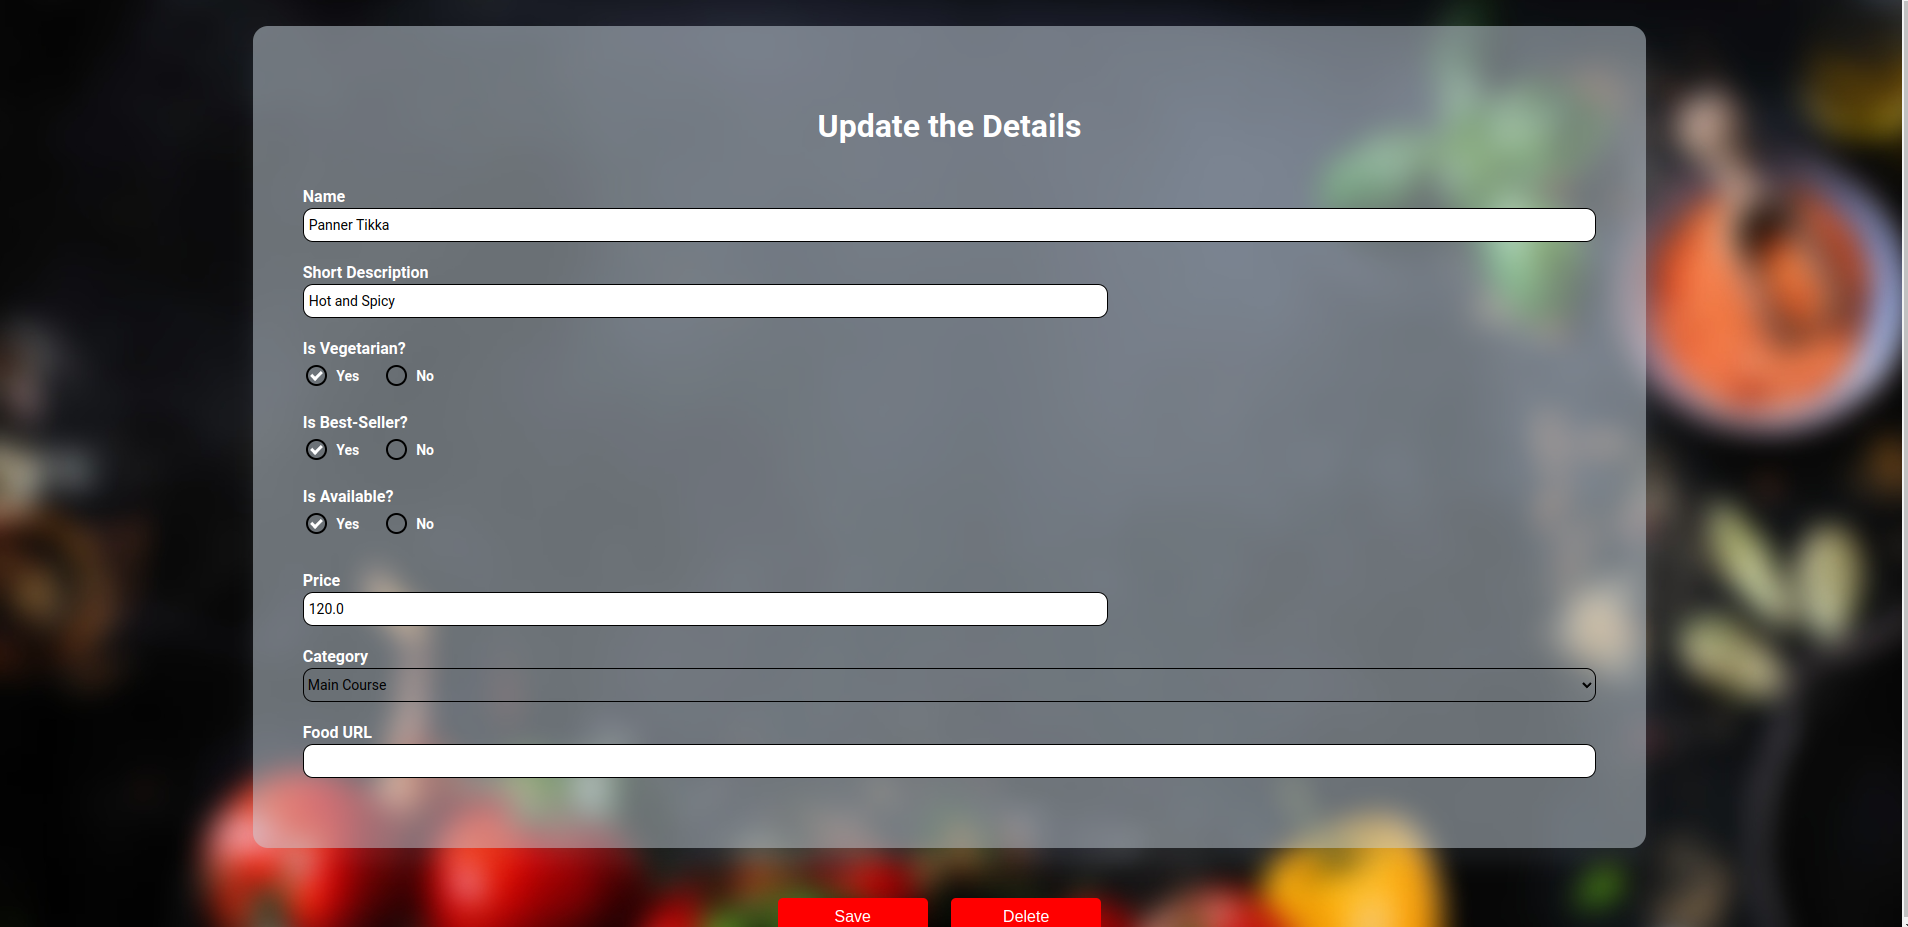 Update the Details
Name
Panner Tikka
Short Description
Hot and Spicy
Is Vegetarian?
Yes No
Is Best-Seller?
Yes No
Is Available?
Yes No
Price
120.0
Category
Main Course
Food URL
Save Delete